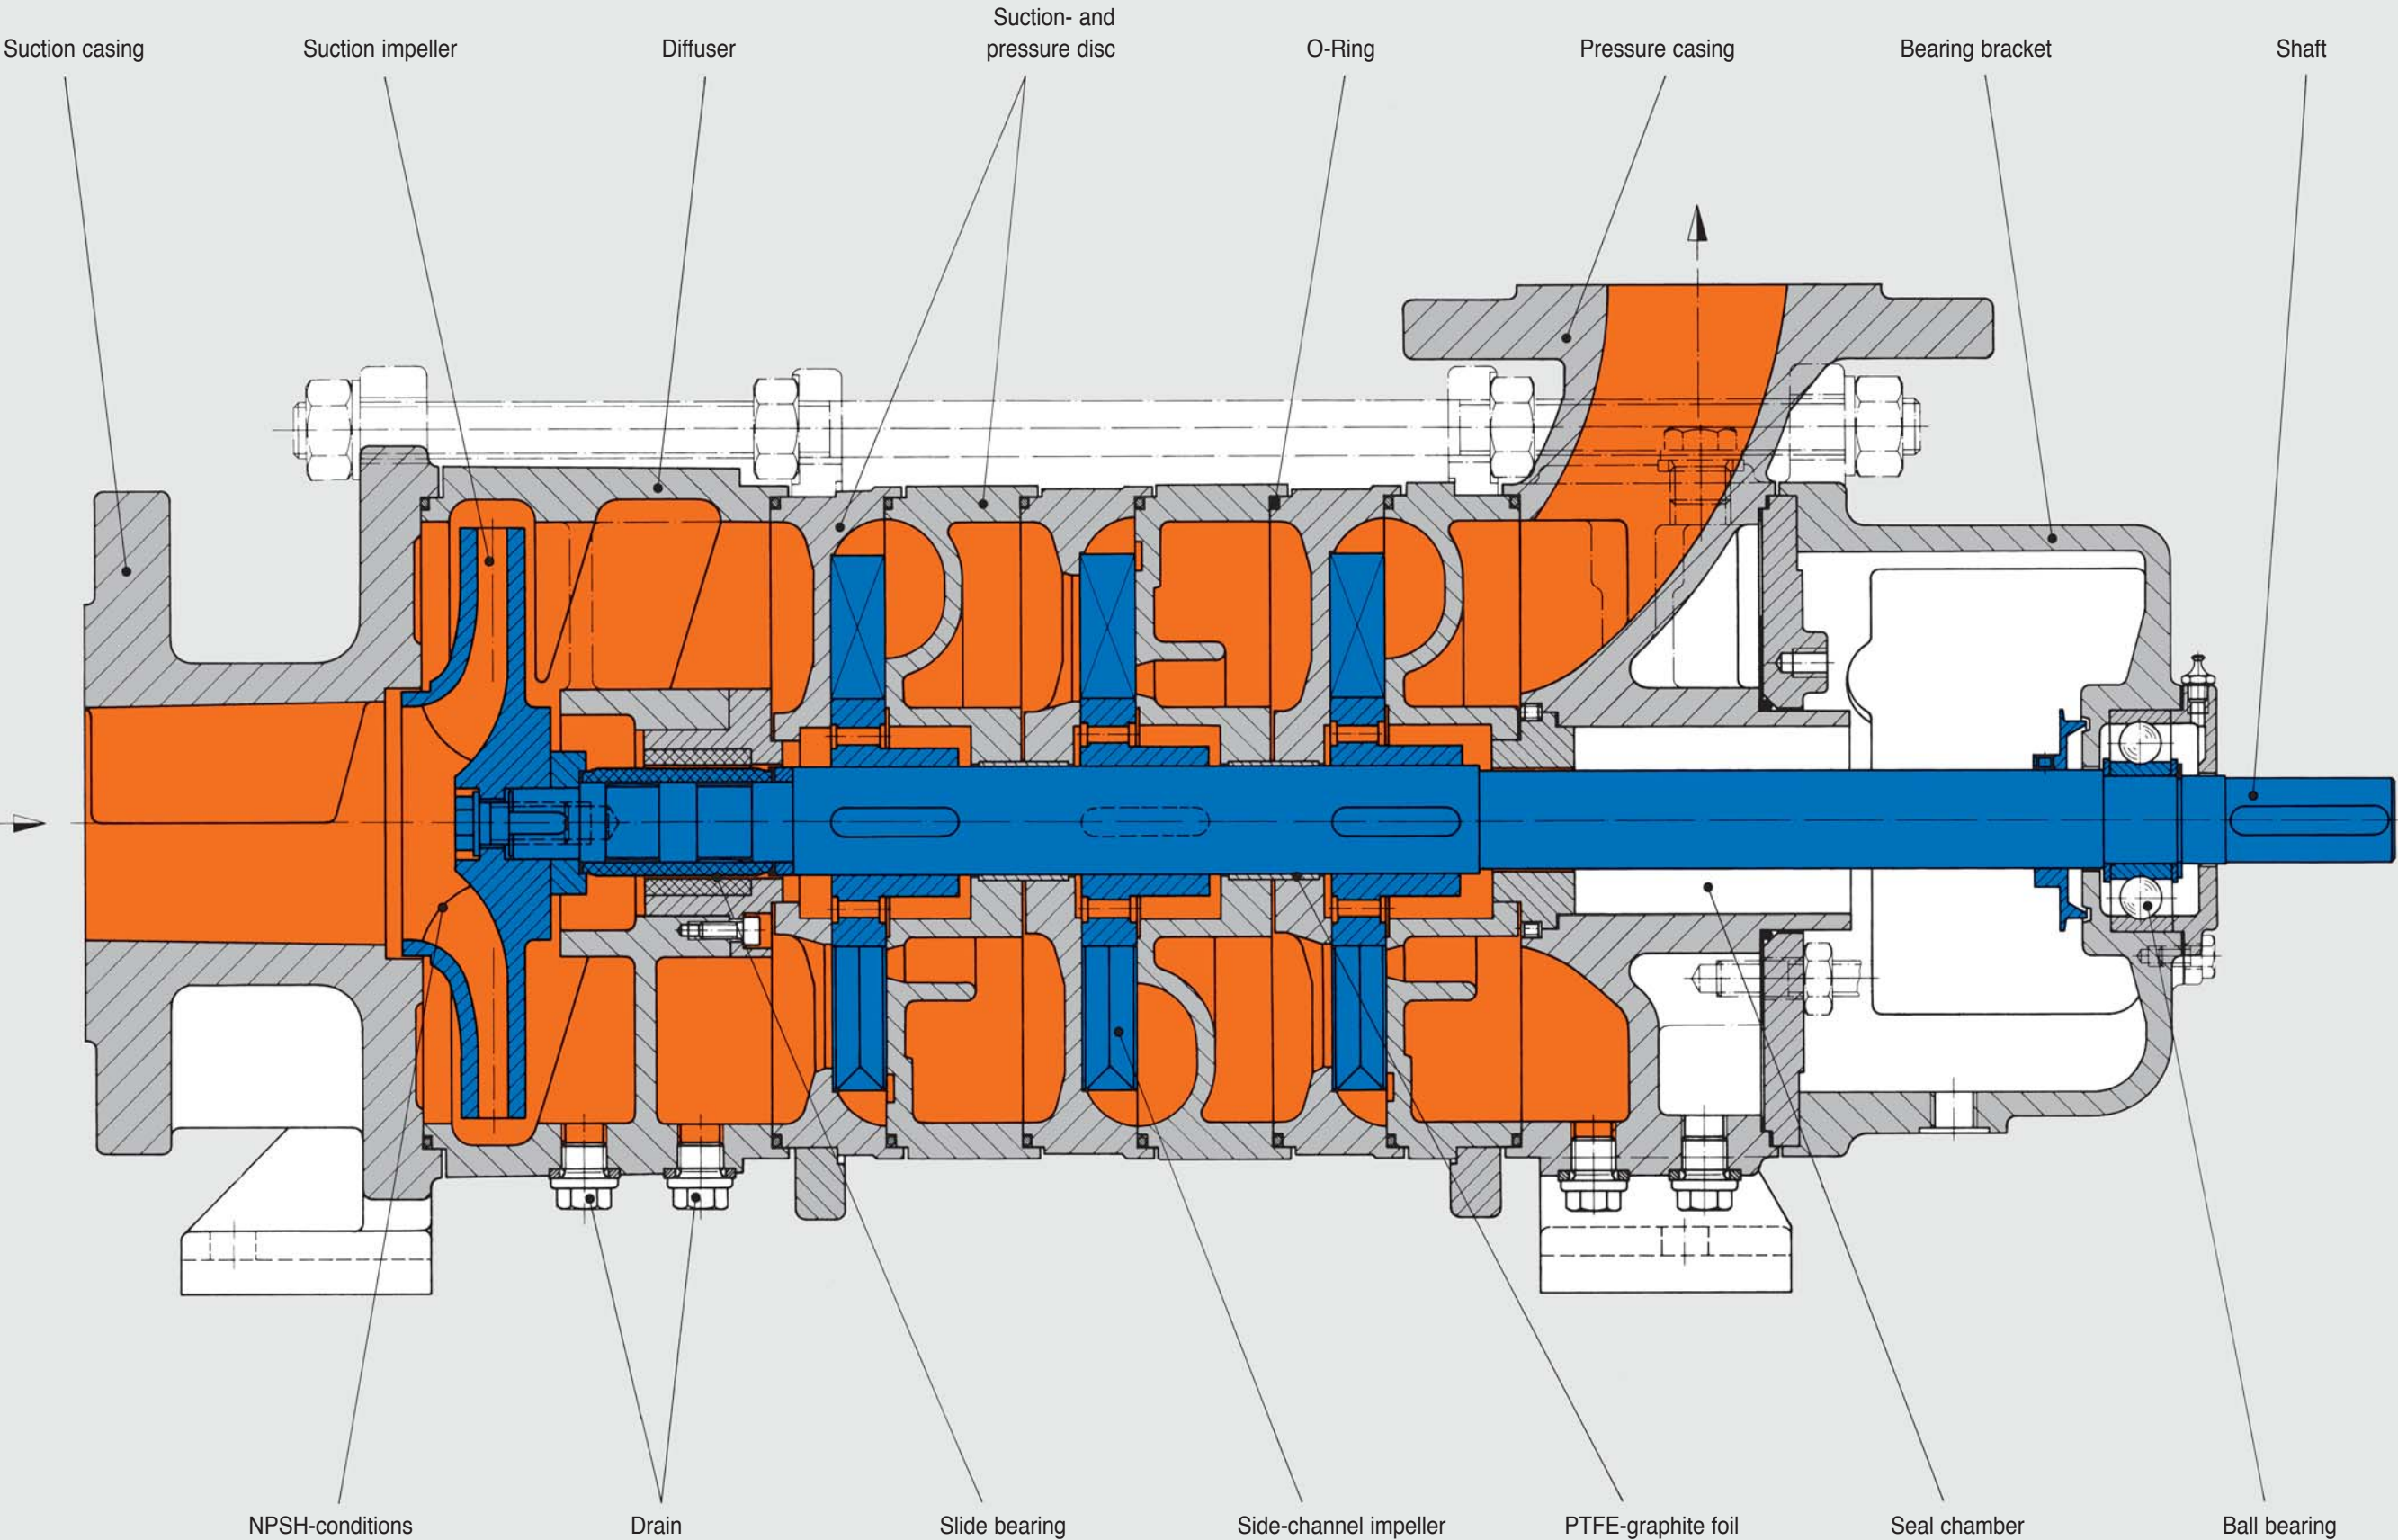 Suction casing
Suction impeller
Diffuser
Suction- and
pressure disc
O-Ring
Pressure casing
Bearing bracket
Shaft
NPSH-conditions
Drain
Slide bearing
Side-channel impeller
PTFE-graphite foil
Seal chamber
Ball bearing